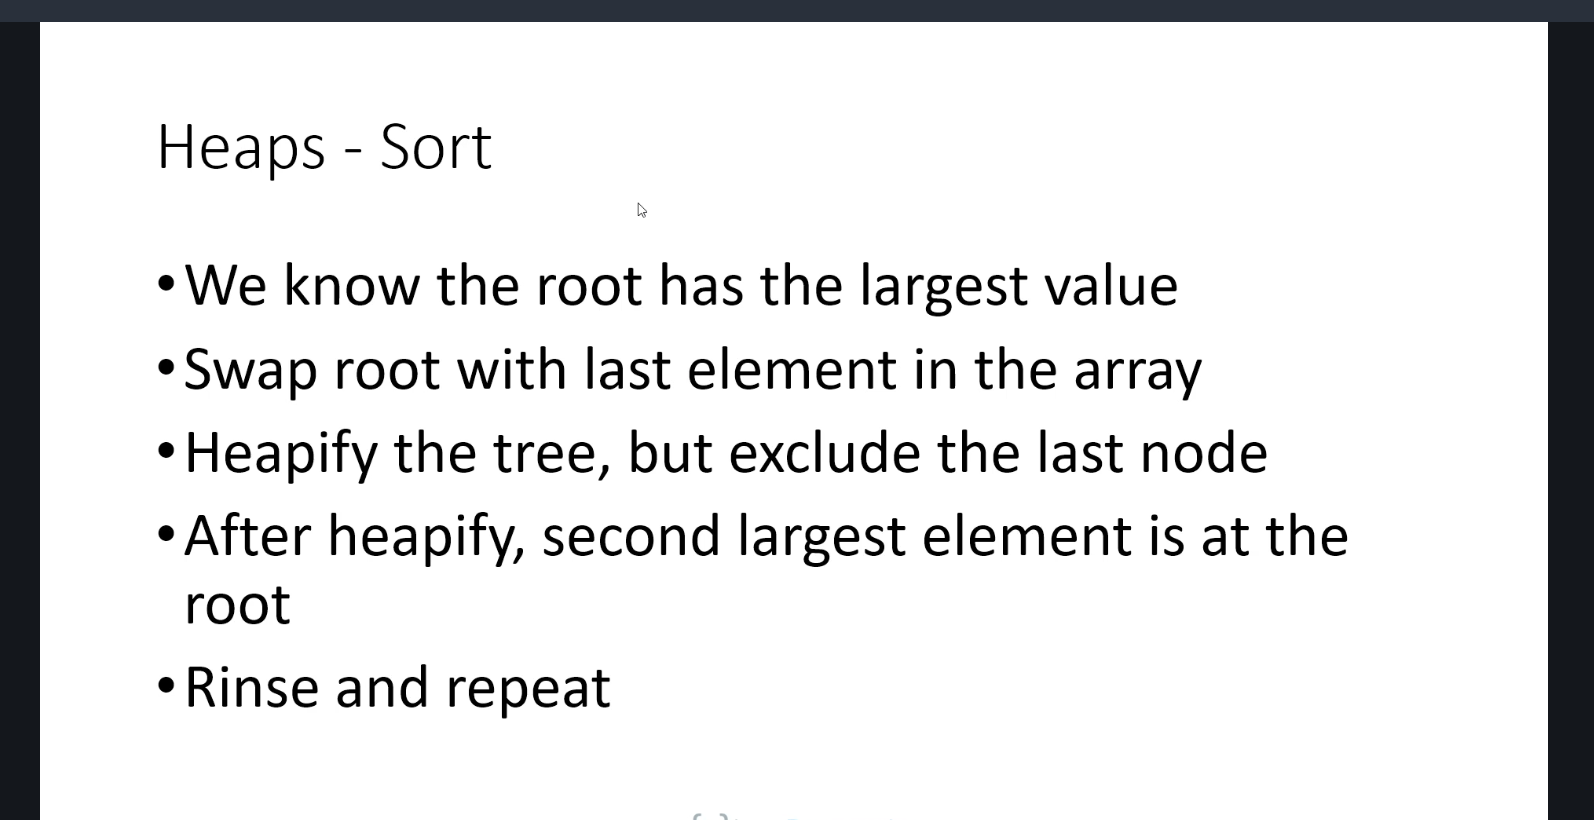 Heaps - Sort
•We know the root has the largest value
•Swap root with last element in the array
•Heapify the tree, but exclude the last node
•After heapify, second largest element is at the
root
•Rinse and repeat